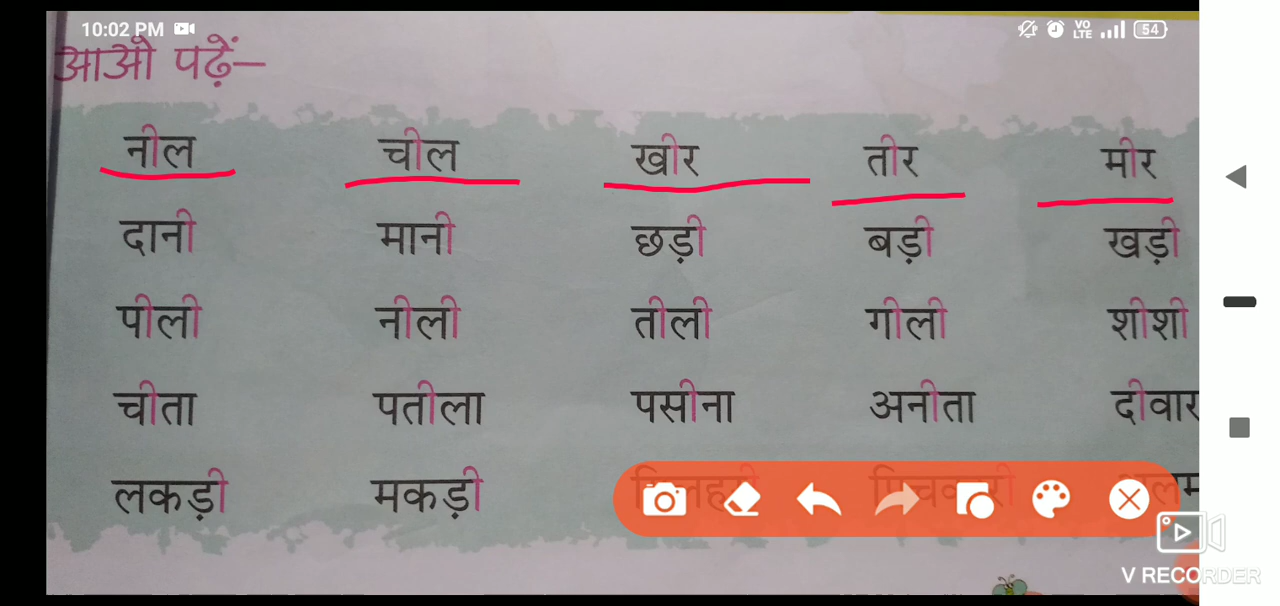 10:02 PM
VO LTE 54
आओ पढ़ें—
नील चील खीर तीर मीर
दानी मानी छड़ी बड़ी खड़ी
पीली नीली तीली गीली शीशी
चीता पतीला पसीना अनीता दीवार
लकड़ी मकड़ी
V RECORDER